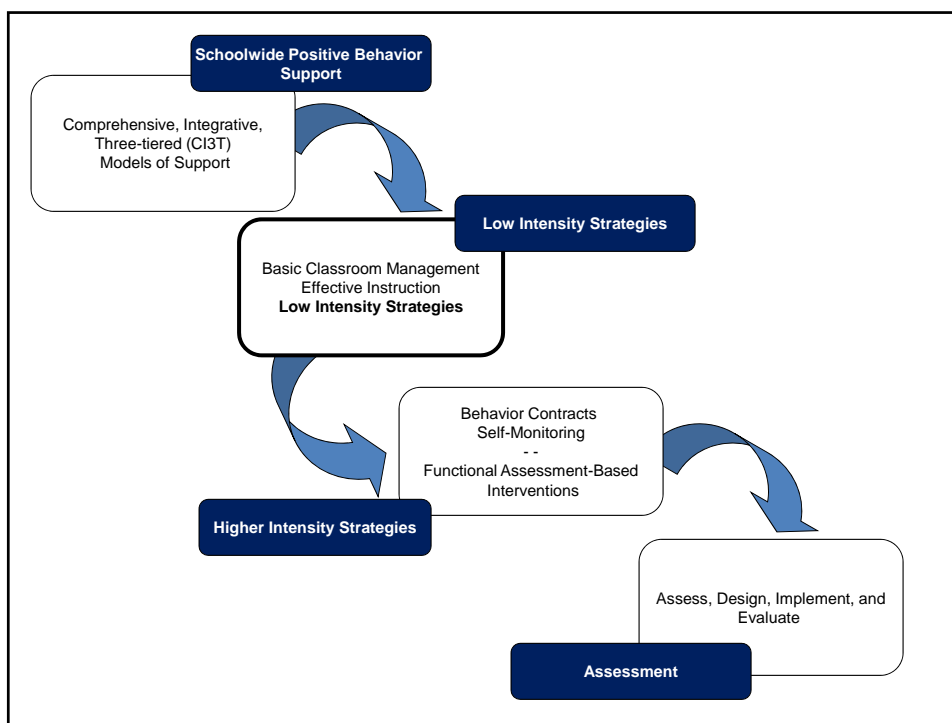 Schoolwide Positive Behavior
Support
Comprehensive, Integrative,
Three-tiered (CI3T)
Models of Support
Low Intensity Strategies
Basic Classroom Management
Effective Instruction
Low Intensity Strategies
Behavior Contracts
Self-Monitoring
- -
Functional Assessment-Based
Interventions
Higher Intensity Strategies
Assess, Design, Implement, and
Evaluate
Assessment